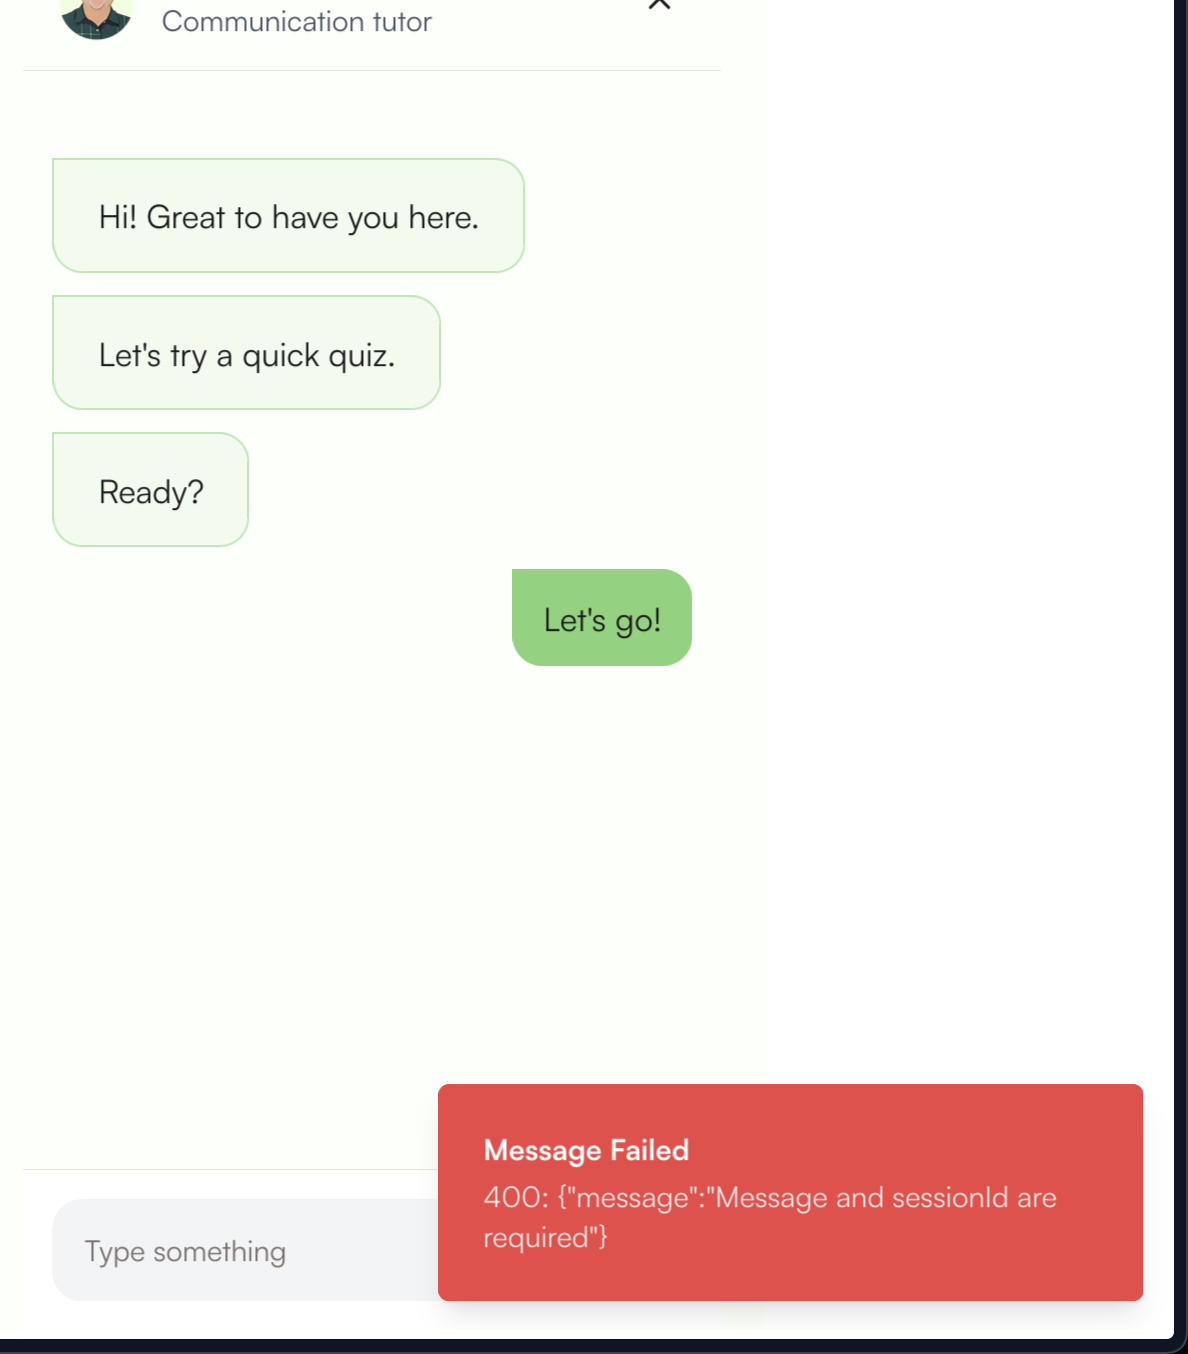 Communication tutor
Hi! Great to have you here.
Let's try a quick quiz.
Ready?
Let's go!
Message Failed
400: {"message":"Message and sessionId are
required"}
Type something